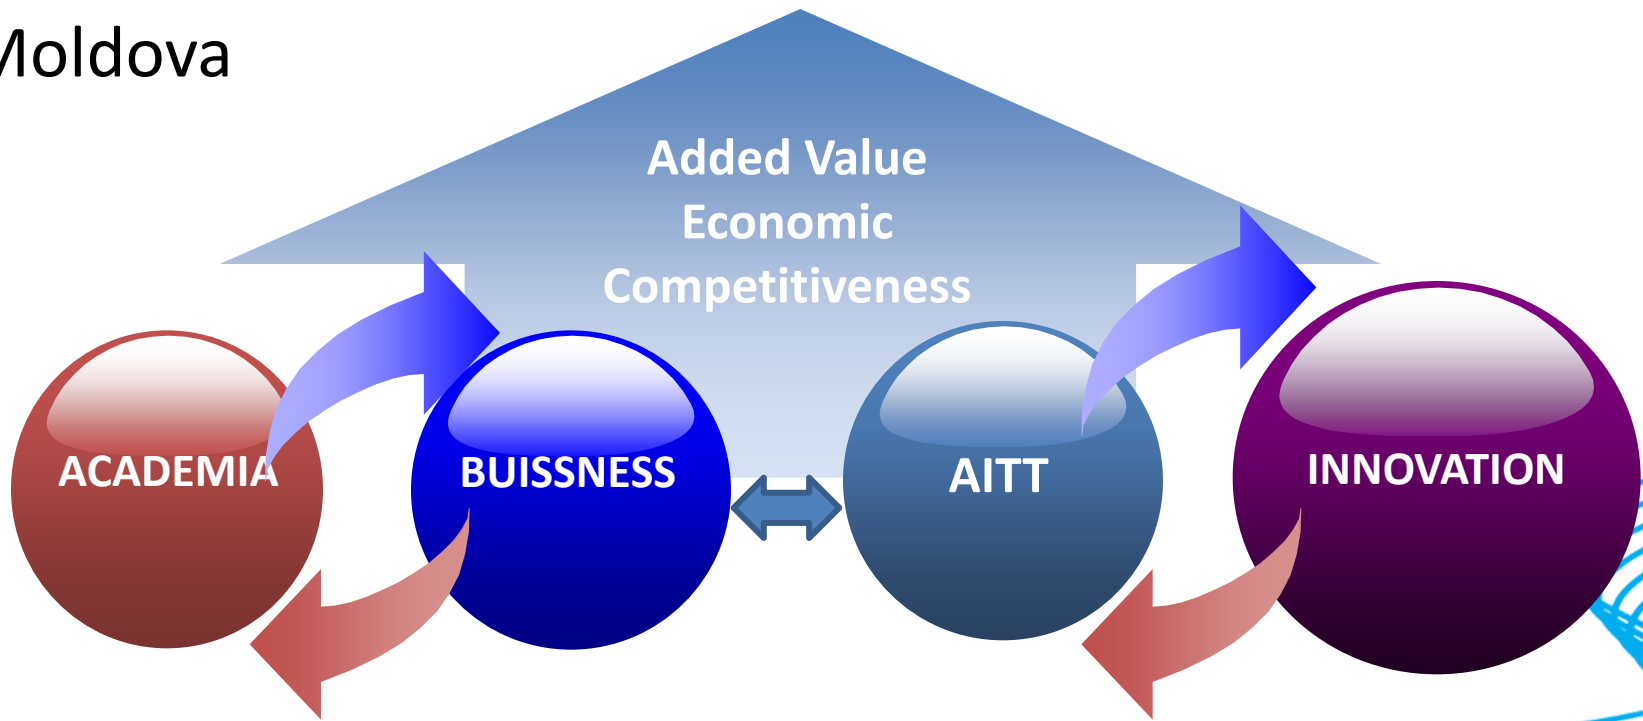 Moldova
Added Value
Economic
Competitiveness
ACADEMIA
BUISSNESS
AITT
INNOVATION